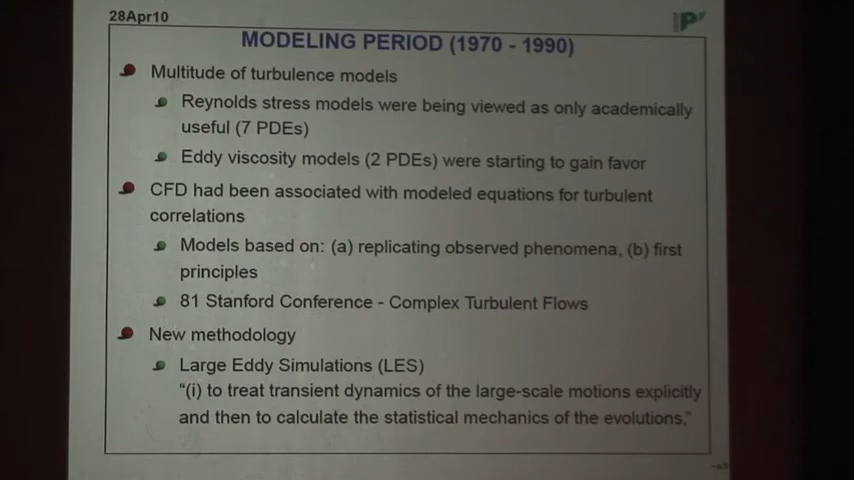 28Apr10
P
MODELING PERIOD (1970 - 1990)
Multitude of turbulence models
Reynolds stress models were being viewed as only academically
useful (7 PDEs)
Eddy viscosity models (2 PDEs) were starting to gain favor
CFD had been associated with modeled equations for turbulent
correlations
Models based on: (a) replicating observed phenomena, (b) first
principles
81 Stanford Conference - Complex Turbulent Flows
New methodology
Large Eddy Simulations (LES)
"(i) to treat transient dynamics of the large-scale motions explicitly
and then to calculate the statistical mechanics of the evolutions,"